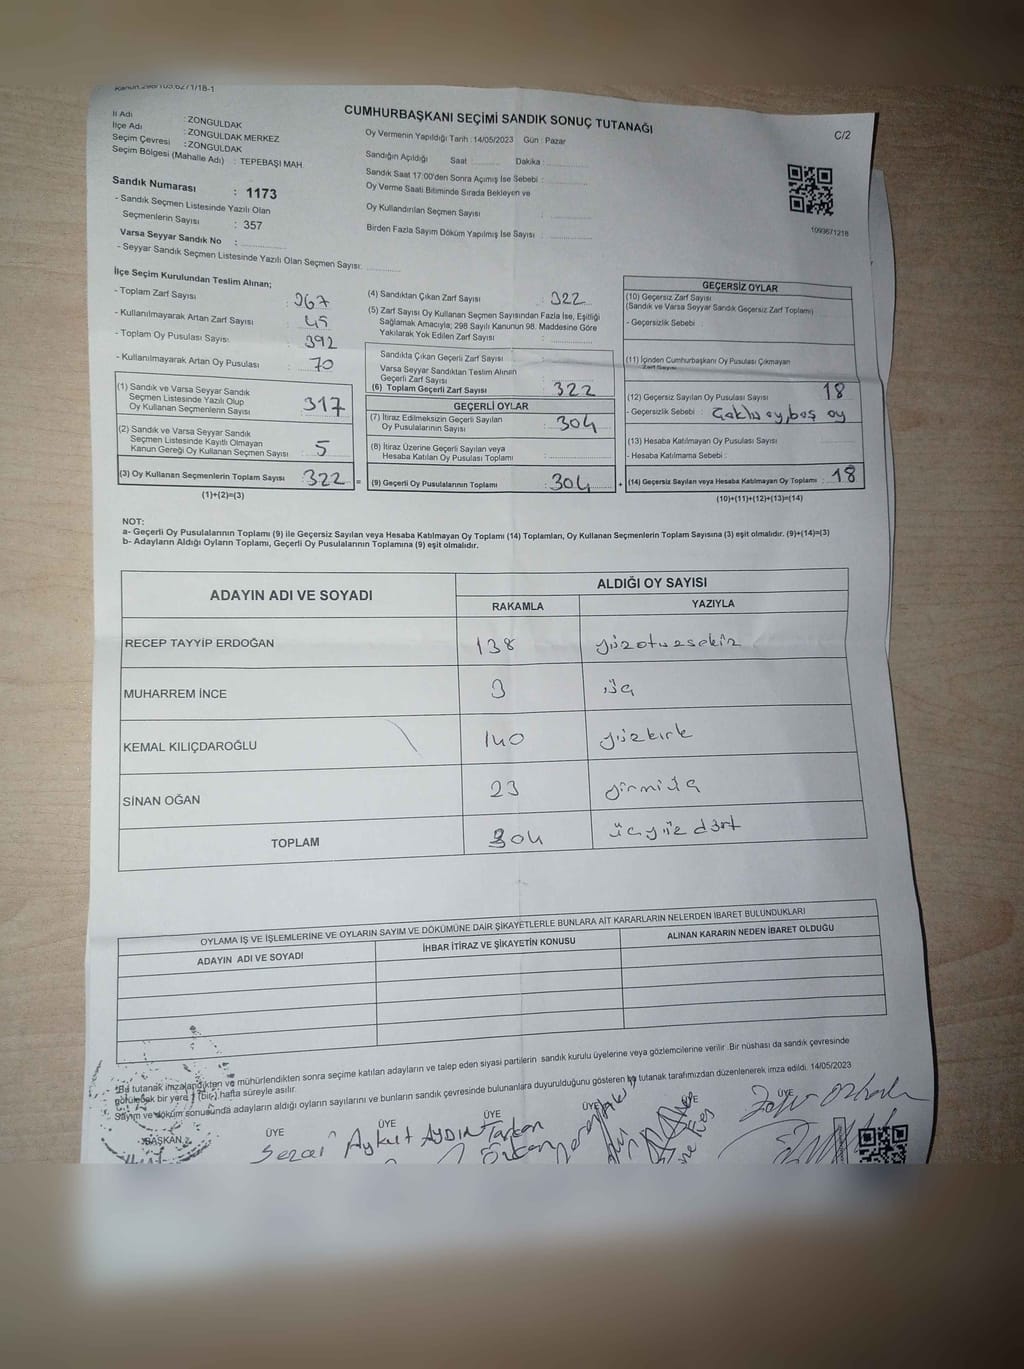 Kanun:298/103,6271/18-1
CUMHURBAŞKANI SEÇİMİ SANDIK SONUÇ TUTANAĞI
C/2
İl Adı : ZONGULDAK
İlçe Adı : ZONGULDAK MERKEZ
Seçim Çevresi : ZONGULDAK
Seçim Bölgesi (Mahalle Adı) : TEPEBAŞI MAH.
Sandık Numarası : 1173
- Sandık Seçmen Listesinde Yazılı Olan
Seçmenlerin Sayısı : 357
Varsa Seyyar Sandık No :
- Seyyar Sandık Seçmen Listesinde Yazılı Olan Seçmen Sayısı:
Oy Vermenin Yapıldığı Tarih : 14/05/2023 Gün : Pazar
Sandığın Açıldığı Saat Dakika :
Sandık Saat 17:00'den Sonra Açımış İse Sebebi :
Oy Verme Saati Bitiminde Sırada Bekleyen ve
Oy Kullandırılan Seçmen Sayısı :
Birden Fazla Sayım Döküm Yapılmış İse Sayısı :
1093671218
İlçe Seçim Kurulundan Teslim Alınan;
- Toplam Zarf Sayısı : 367
- Kullanılmayarak Artan Zarf Sayısı : 45
- Toplam Oy Pusulası Sayısı : 392
- Kullanılmayarak Artan Oy Pusulası : 70
(1) Sandık ve Varsa Seyyar Sandık
Seçmen Listesinde Yazılı Olup
Oy Kullanan Seçmenlerin Sayısı : 317
(2) Sandık ve Varsa Seyyar Sandık
Seçmen Listesinde Kayıtlı Olmayan
Kanun Gereği Oy Kullanan Seçmen Sayısı : 5
(3) Oy Kullanan Seçmenlerin Toplam Sayısı : 322 =
(1)+(2)=(3)
(4) Sandıktan Çıkan Zarf Sayısı : 322
(5) Zarf Sayısı Oy Kullanan Seçmen Sayısından Fazla İse, Eşitliği
Sağlamak Amacıyla; 298 Sayılı Kanunun 98. Maddesine Göre
Yakılarak Yok Edilen Zarf Sayısı :
Sandıkta Çıkan Geçerli Zarf Sayısı :
Varsa Seyyar Sandıktan Teslim Alınan
Geçerli Zarf Sayısı :
(6) Toplam Geçerli Zarf Sayısı : 322
GEÇERLİ OYLAR
(7) İtiraz Edilmeksizin Geçerli Sayılan
Oy Pusulalarının Sayısı : 304
(8) İtiraz Üzerine Geçerli Sayılan veya
Hesaba Katılan Oy Pusulası Toplamı :
(9) Geçerli Oy Pusulalarının Toplamı : 304 +
GEÇERSİZ OYLAR
(10) Geçersiz Zarf Sayısı
(Sandık ve Varsa Seyyar Sandık Geçersiz Zarf Toplamı) :
- Geçersizlik Sebebi :
(11) İçinden Cumhurbaşkanı Oy Pusulası Çıkmayan
Zarf Sayısı
(12) Geçersiz Sayılan Oy Pusulası Sayısı : 18
- Geçersizlik Sebebi : Çoklu oy, boş oy
(13) Hesaba Katılmayan Oy Pusulası Sayısı
- Hesaba Katılmama Sebebi :
(14) Geçersiz Sayılan veya Hesaba Katılmayan Oy Toplamı : 18
(10)+(11)+(12)+(13)=(14)
NOT:
a- Geçerli Oy Pusulalarının Toplamı (9) ile Geçersiz Sayılan veya Hesaba Katılmayan Oy Toplamı (14) Toplamları, Oy Kullanan Seçmenlerin Toplam Sayısına (3) eşit olmalıdır. (9)+(14)=(3)
b- Adayların Aldığı Oyların Toplamı, Geçerli Oy Pusulalarının Toplamına (9) eşit olmalıdır.
ADAYIN ADI VE SOYADI ALDIĞI OY SAYISI
RAKAMLA YAZIYLA
RECEP TAYYİP ERDOĞAN 138 yüzotuzsekiz
MUHARREM İNCE 3 üç
KEMAL KILIÇDAROĞLU 140 yüzkırk
SİNAN OĞAN 23 yirmiüç
TOPLAM 304 üçyüz dört
OYLAMA İŞ VE İŞLEMLERİNE VE OYLARIN SAYIM VE DÖKÜMÜNE DAİR ŞİKAYETLERLE BUNLARA AİT KARARLARIN NELERDEN İBARET BULUNDUKLARI
ADAYIN ADI VE SOYADI İHBAR İTİRAZ VE ŞİKAYETİN KONUSU ALINAN KARARIN NEDEN İBARET OLDUĞU
*Bu tutanak imzalandıkten ve mühürlendikten sonra seçime katılan adayların ve talep eden siyasi partilerin sandık kurulu üyelerine veya gözlemcilerine verilir. Bir nüshası da sandık çevresinde
görülecek bir yere 1 (bir) hafta süreyle asılır.
Sayım ve döküm sonusunda adayların aldığı oyların sayılarını ve bunların sandık çevresinde bulunanlara duyurulduğunu gösteren bu tutanak tarafımızdan düzenlenerek imza edildi. 14/05/2023
BAŞKAN ÜYE ÜYE ÜYE ÜYE ÜYE ÜYE
Sezai Aykut AYDIN Tarkan
Özcan